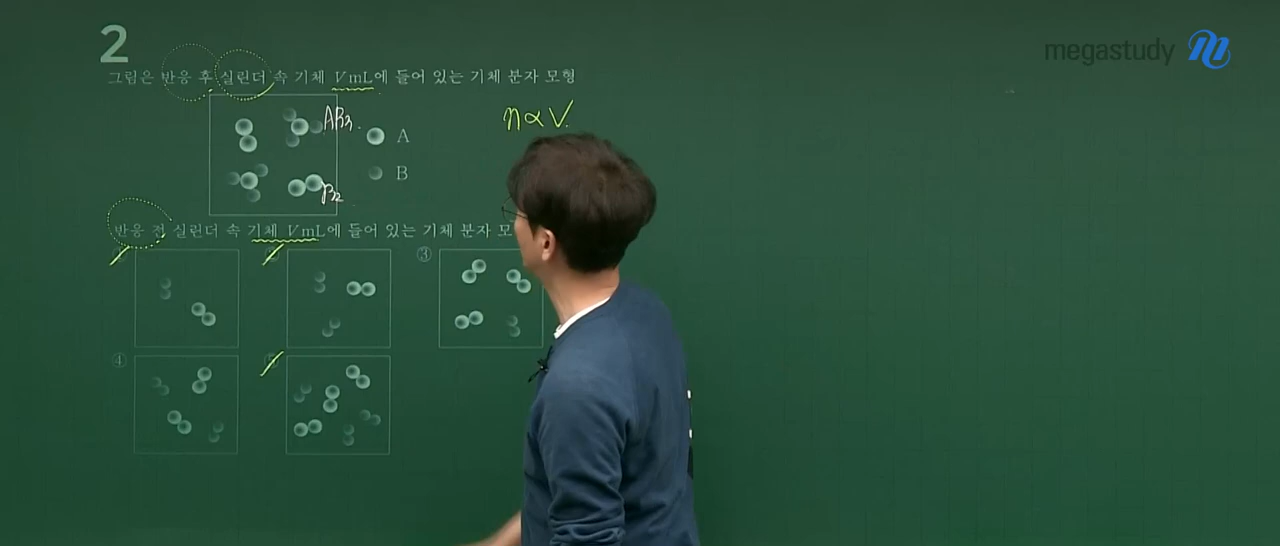 2
megastudy
그림은 반응 후 실린더 속 기체 V mL에 들어 있는 기체 분자 모형
n∝V
AB₃
A
B
B₂
반응 전 실린더 속 기체 V mL에 들어 있는 기체 분자 모
③
④